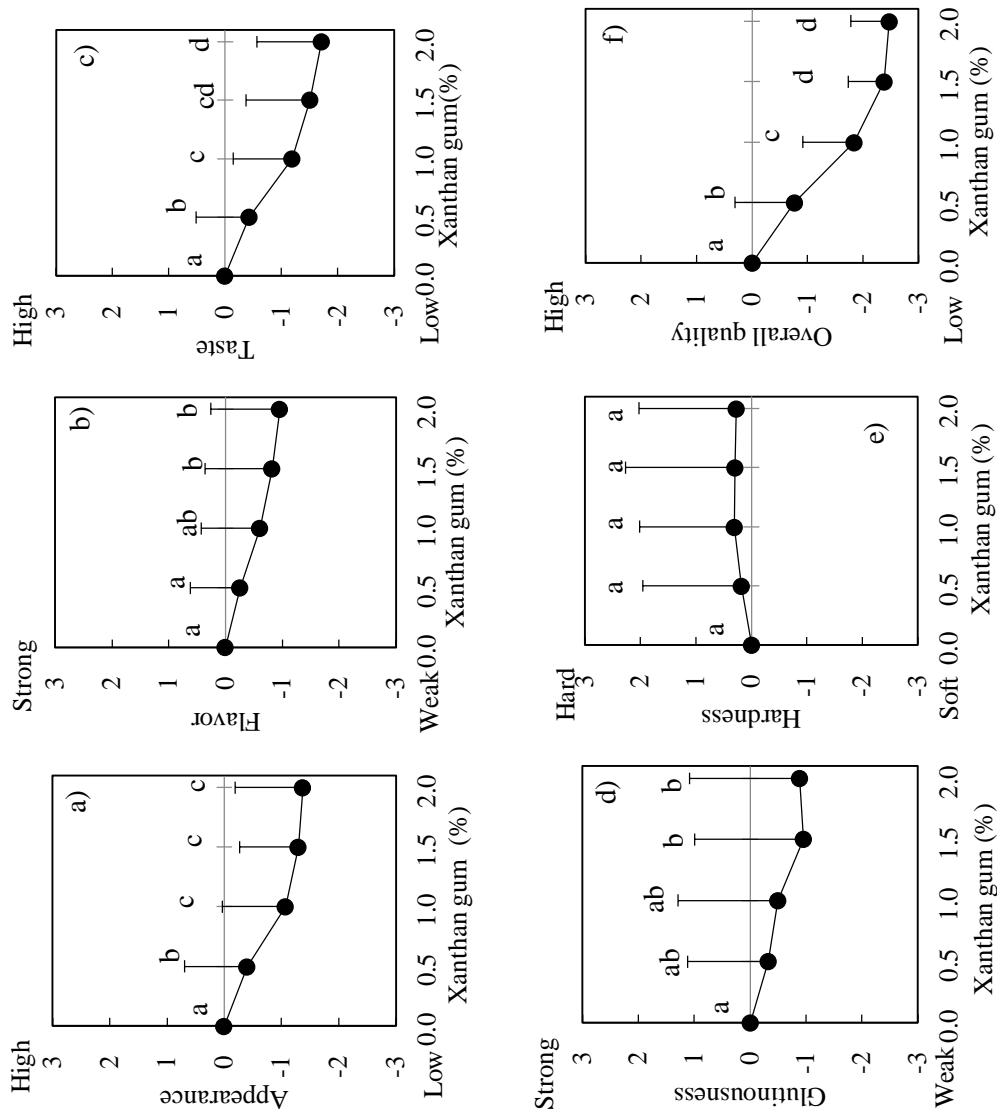 High
3
2
1
0
-1
-2
-3
Low
Appearance
a)
a
b
c
c
c
0.0 0.5 1.0 1.5 2.0
Xanthan gum (%)
Strong
3
2
1
0
-1
-2
-3
Weak
Flavor
b)
a
a
ab
b
b
0.0 0.5 1.0 1.5 2.0
Xanthan gum (%)
High
3
2
1
0
-1
-2
-3
Low
Taste
c)
a
b
c
cd
d
0.0 0.5 1.0 1.5 2.0
Xanthan gum(%)
Strong
3
2
1
0
-1
-2
-3
Weak
Glutinousness
d)
a
ab
ab
b
b
0.0 0.5 1.0 1.5 2.0
Xanthan gum (%)
Hard
3
2
1
0
-1
-2
-3
Soft
Hardness
a
a
a
a
a
e)
0.0 0.5 1.0 1.5 2.0
Xanthan gum (%)
High
3
2
1
0
-1
-2
-3
Low
Overall quality
f)
a
b
c
d
d
0.0 0.5 1.0 1.5 2.0
Xanthan gum (%)